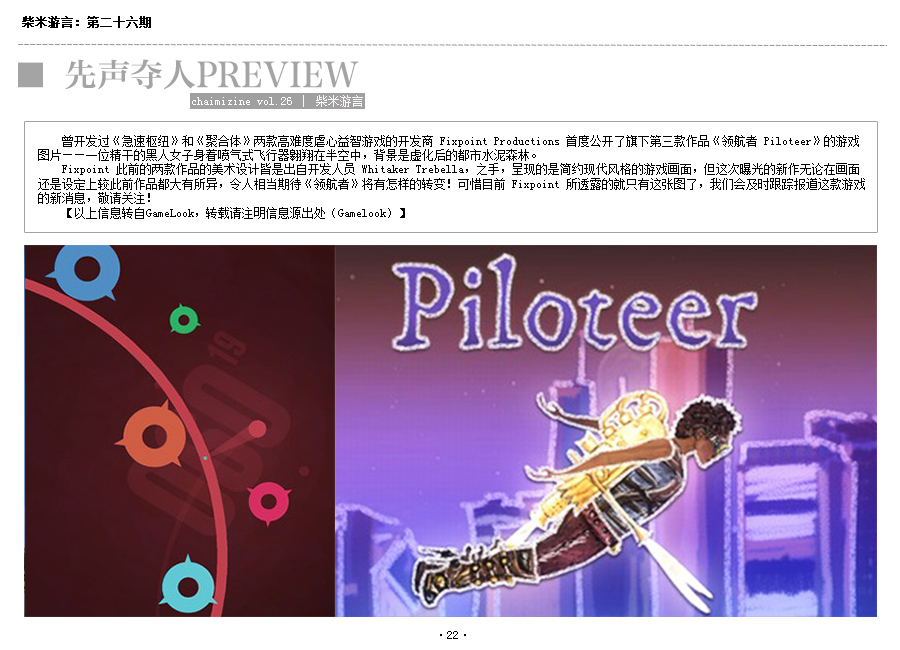 柴米游言：第二十六期
先声夺人PREVIEW
chaimizine vol.26 | 柴米游言
曾开发过《急速枢纽》和《聚合体》两款高难度虐心益智游戏的开发商 Fixpoint Productions 首度公开了旗下第三款作品《领航者 Piloteer》的游戏
图片－－一位精干的黑人女子身着喷气式飞行器翱翔在半空中，背景是虚化后的都市水泥森林。
Fixpoint 此前的两款作品的美术设计皆是出自开发人员 Whitaker Trebella，之手，呈现的是简约现代风格的游戏画面，但这次曝光的新作无论在画面
还是设定上较此前作品都大有所异，令人相当期待《领航者》将有怎样的转变！可惜目前 Fixpoint 所透露的就只有这张图了，我们会及时跟踪报道这款游戏
的新消息，敬请关注！
【以上信息转自GameLook，转载请注明信息源出处（Gamelook）】
Piloteer
19
·22·